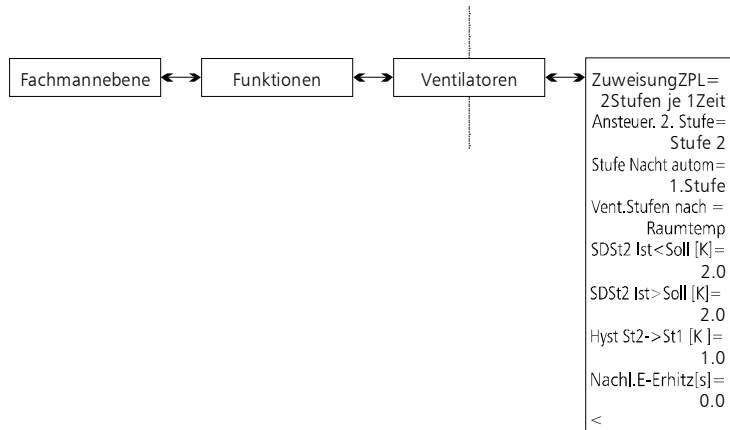 Fachmannebene
Funktionen
Ventilatoren
ZuweisungZPL=
2Stufen je 1Zeit
Ansteuer. 2. Stufe=
Stufe 2
Stufe Nacht autom=
1.Stufe
Vent.Stufen nach =
Raumtemp
SDSt2 Ist<Soll [K]=
2.0
SDSt2 Ist>Soll [K]=
2.0
Hyst St2->St1 [K ]=
1.0
Nachl.E-Erhitz[s]=
0.0
<